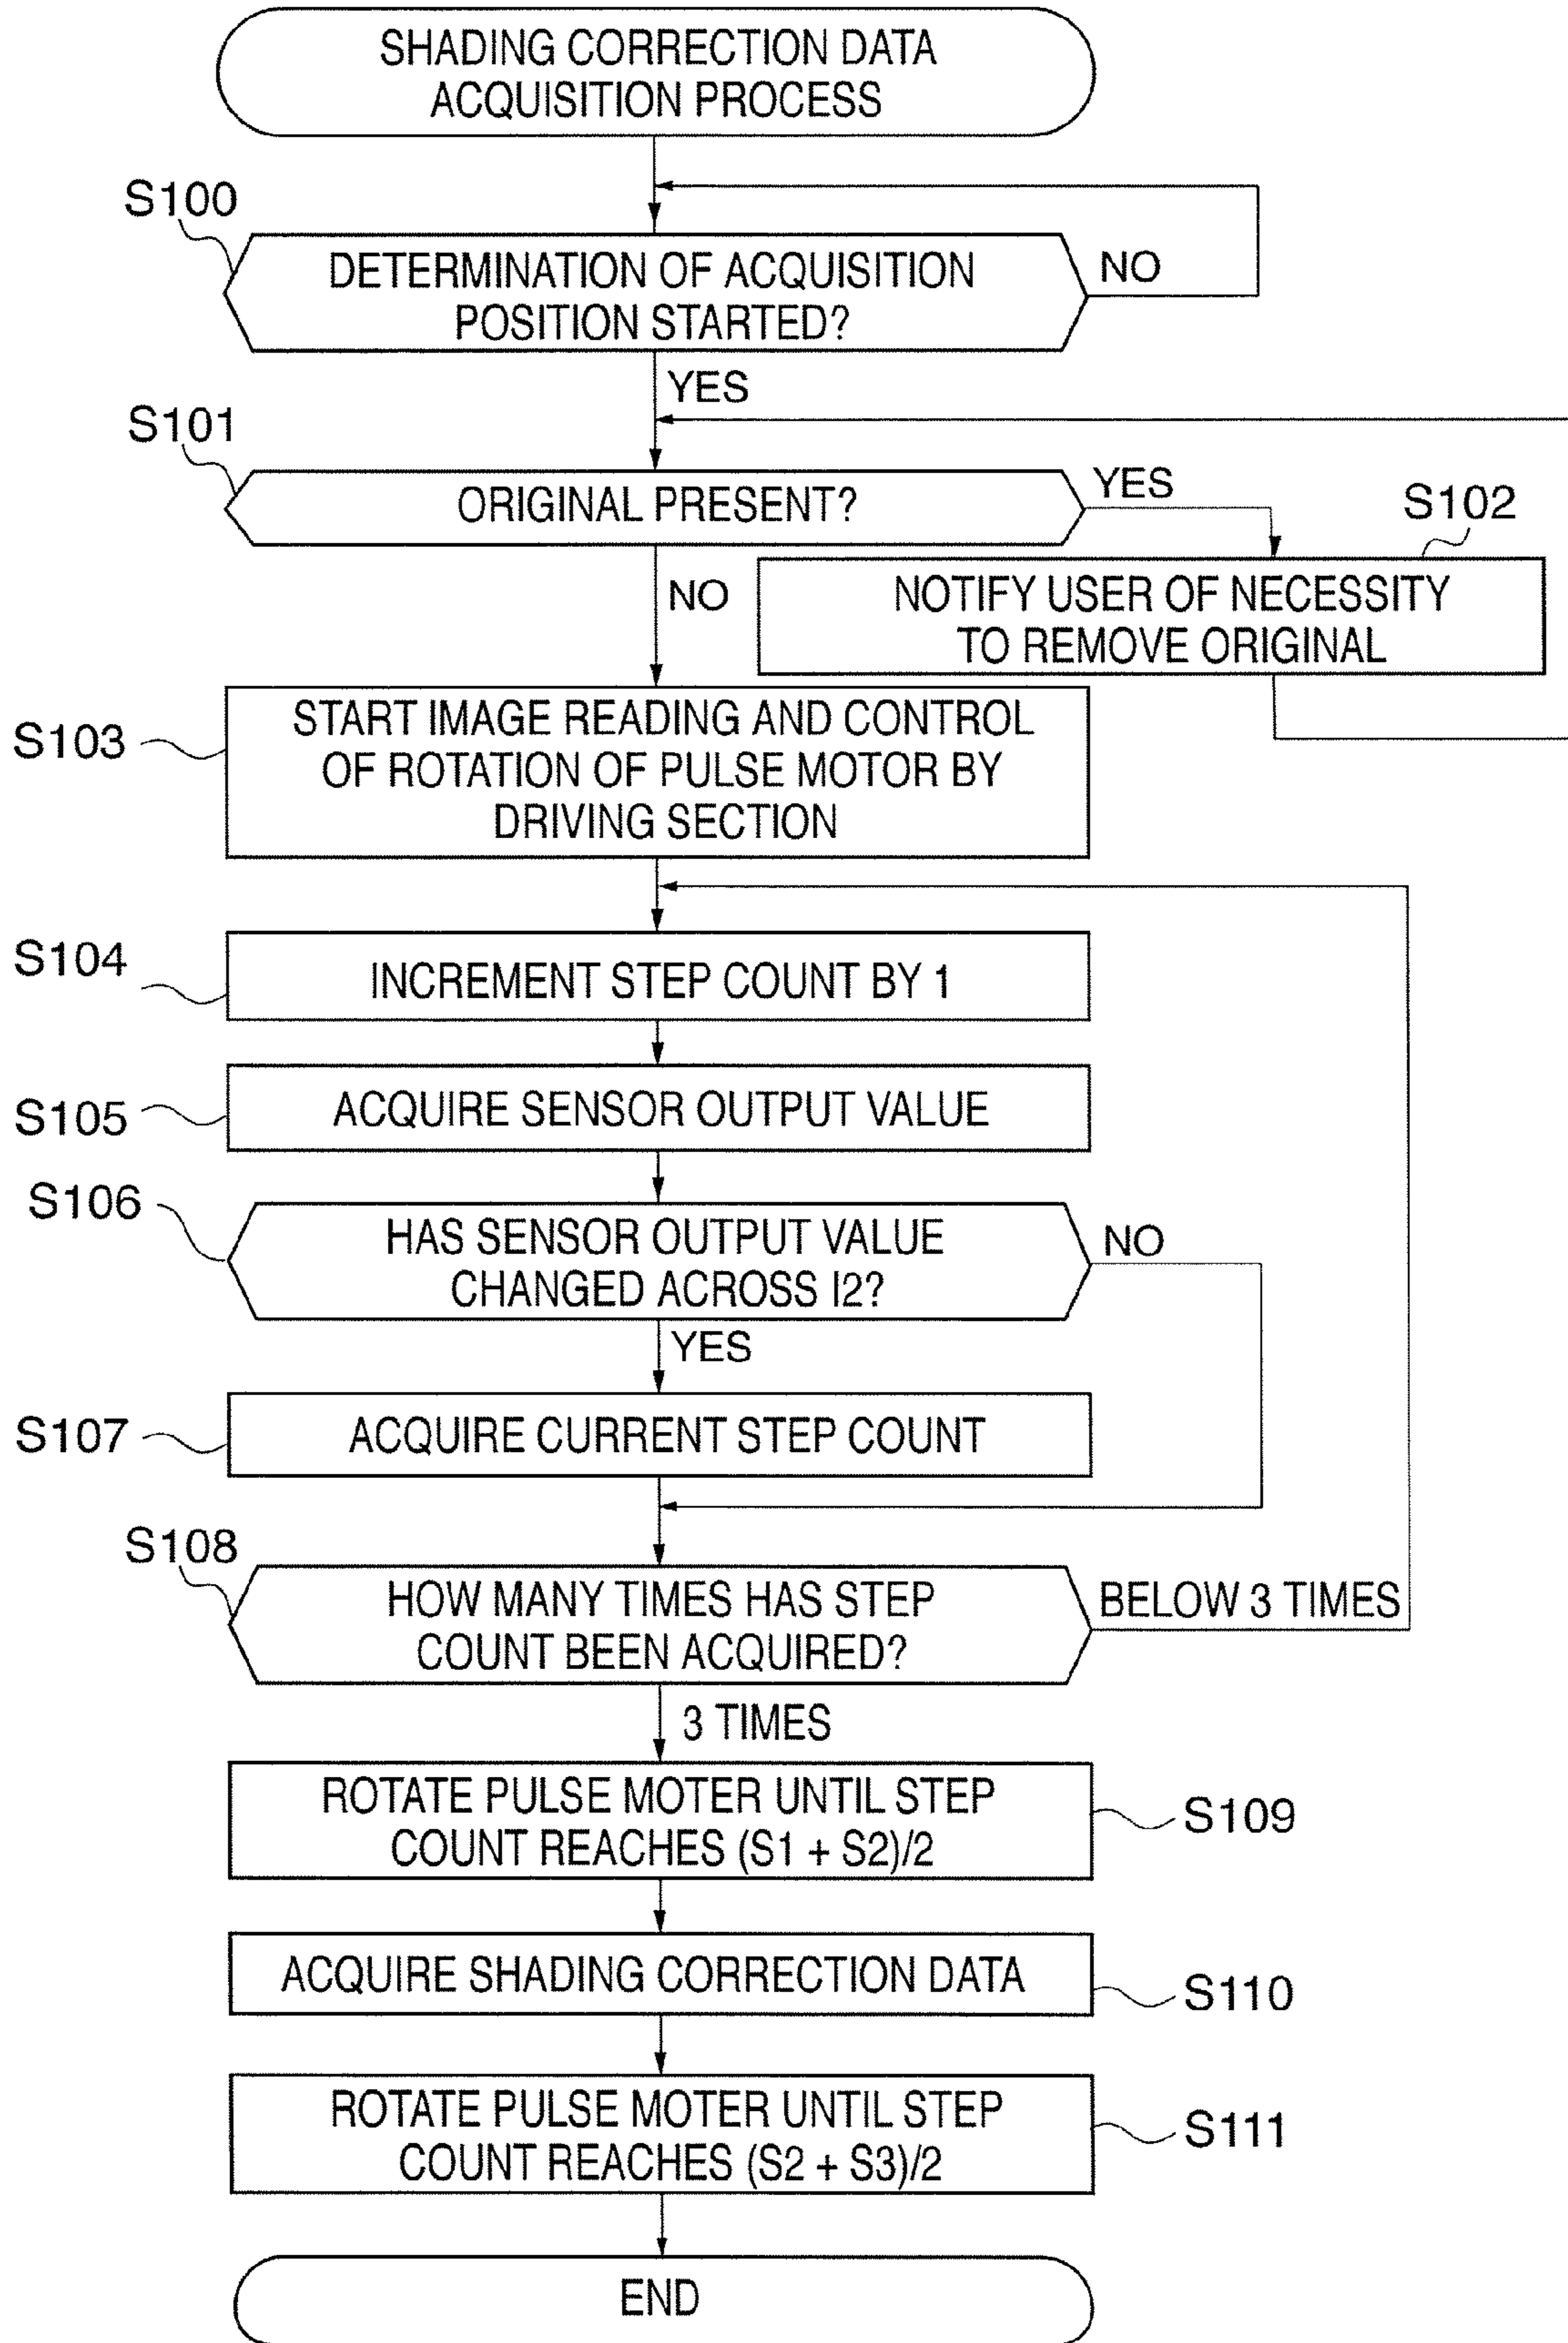 SHADING CORRECTION DATA
ACQUISITION PROCESS
S100
DETERMINATION OF ACQUISITION
POSITION STARTED?
NO
YES
S101
ORIGINAL PRESENT?
YES
S102
NO
NOTIFY USER OF NECESSITY
TO REMOVE ORIGINAL
S103
START IMAGE READING AND CONTROL
OF ROTATION OF PULSE MOTOR BY
DRIVING SECTION
S104
INCREMENT STEP COUNT BY 1
S105
ACQUIRE SENSOR OUTPUT VALUE
S106
HAS SENSOR OUTPUT VALUE
CHANGED ACROSS I2?
NO
YES
S107
ACQUIRE CURRENT STEP COUNT
S108
HOW MANY TIMES HAS STEP
COUNT BEEN ACQUIRED?
BELOW 3 TIMES
3 TIMES
ROTATE PULSE MOTER UNTIL STEP
COUNT REACHES (S1 + S2)/2
S109
ACQUIRE SHADING CORRECTION DATA
S110
ROTATE PULSE MOTER UNTIL STEP
COUNT REACHES (S2 + S3)/2
S111
END